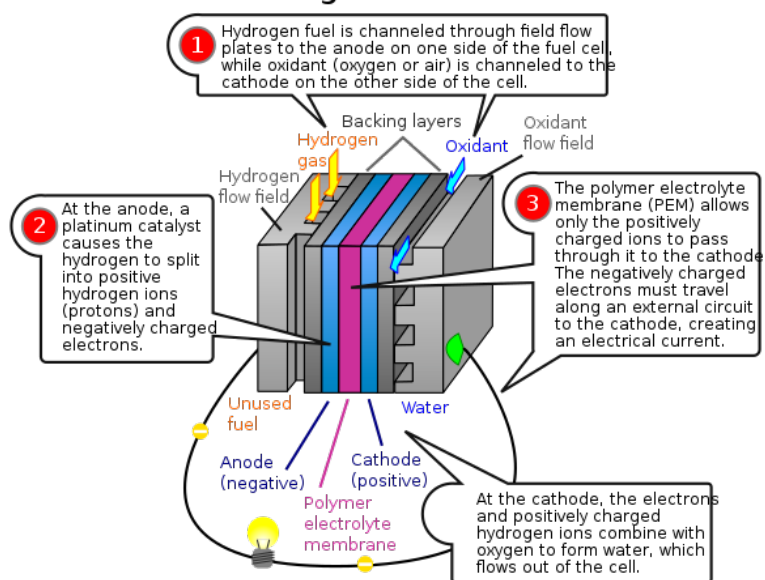 1
Hydrogen fuel is channeled through field flow
plates to the anode on one side of the fuel cell,
while oxidant (oxygen or air) is channeled to the
cathode on the other side of the cell.
Backing layers
Oxidant
flow field
Hydrogen
gas
Oxidant
Hydrogen
flow field
2
At the anode, a
platinum catalyst
causes the
hydrogen to split
into positive
hydrogen ions
(protons) and
negatively charged
electrons.
3
The polymer electrolyte
membrane (PEM) allows
only the positively
charged ions to pass
through it to the cathode
The negatively charged
electrons must travel
along an external circuit
to the cathode, creating
an electrical current.
Unused
fuel
Water
Anode
(negative)
Cathode
(positive)
Polymer
electrolyte
membrane
At the cathode, the electrons
and positively charged
hydrogen ions combine with
oxygen to form water, which
flows out of the cell.